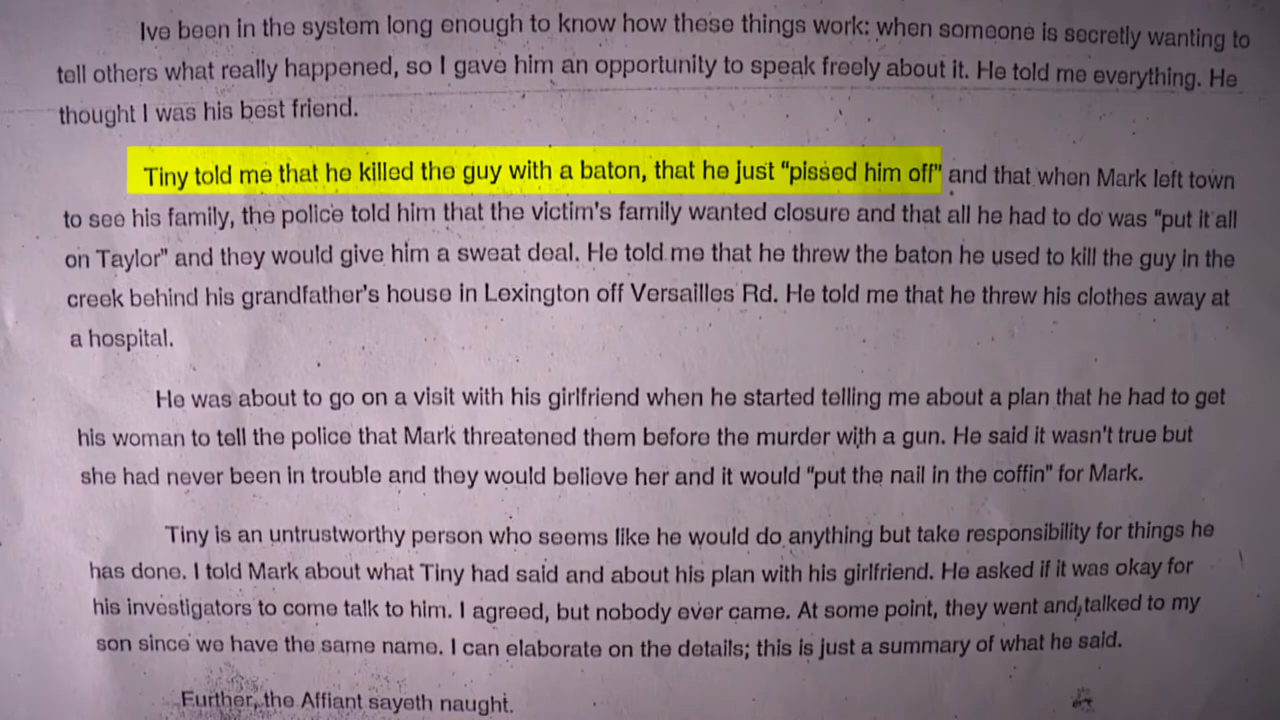 Ive been in the system long enough to know how these things work: when someone is secretly wanting to
tell others what really happened, so I gave him an opportunity to speak freely about it. He told me everything. He
thought I was his best friend.
Tiny told me that he killed the guy with a baton, that he just "pissed him off" and that when Mark left town
to see his family, the police told him that the victim's family wanted closure and that all he had to do was "put it all
on Taylor" and they would give him a sweat deal. He told me that he threw the baton he used to kill the guy in the
creek behind his grandfather's house in Lexington off Versailles Rd. He told me that he threw his clothes away at
a hospital.
He was about to go on a visit with his girlfriend when he started telling me about a plan that he had to get
his woman to tell the police that Mark threatened them before the murder with a gun. He said it wasn't true but
she had never been in trouble and they would believe her and it would "put the nail in the coffin" for Mark.
Tiny is an untrustworthy person who seems like he would do anything but take responsibility for things he
has done. I told Mark about what Tiny had said and about his plan with his girlfriend. He asked if it was okay for
his investigators to come talk to him. I agreed, but nobody ever came. At some point, they went and talked to my
son since we have the same name. I can elaborate on the details; this is just a summary of what he said.
Further, the Affiant sayeth naught.